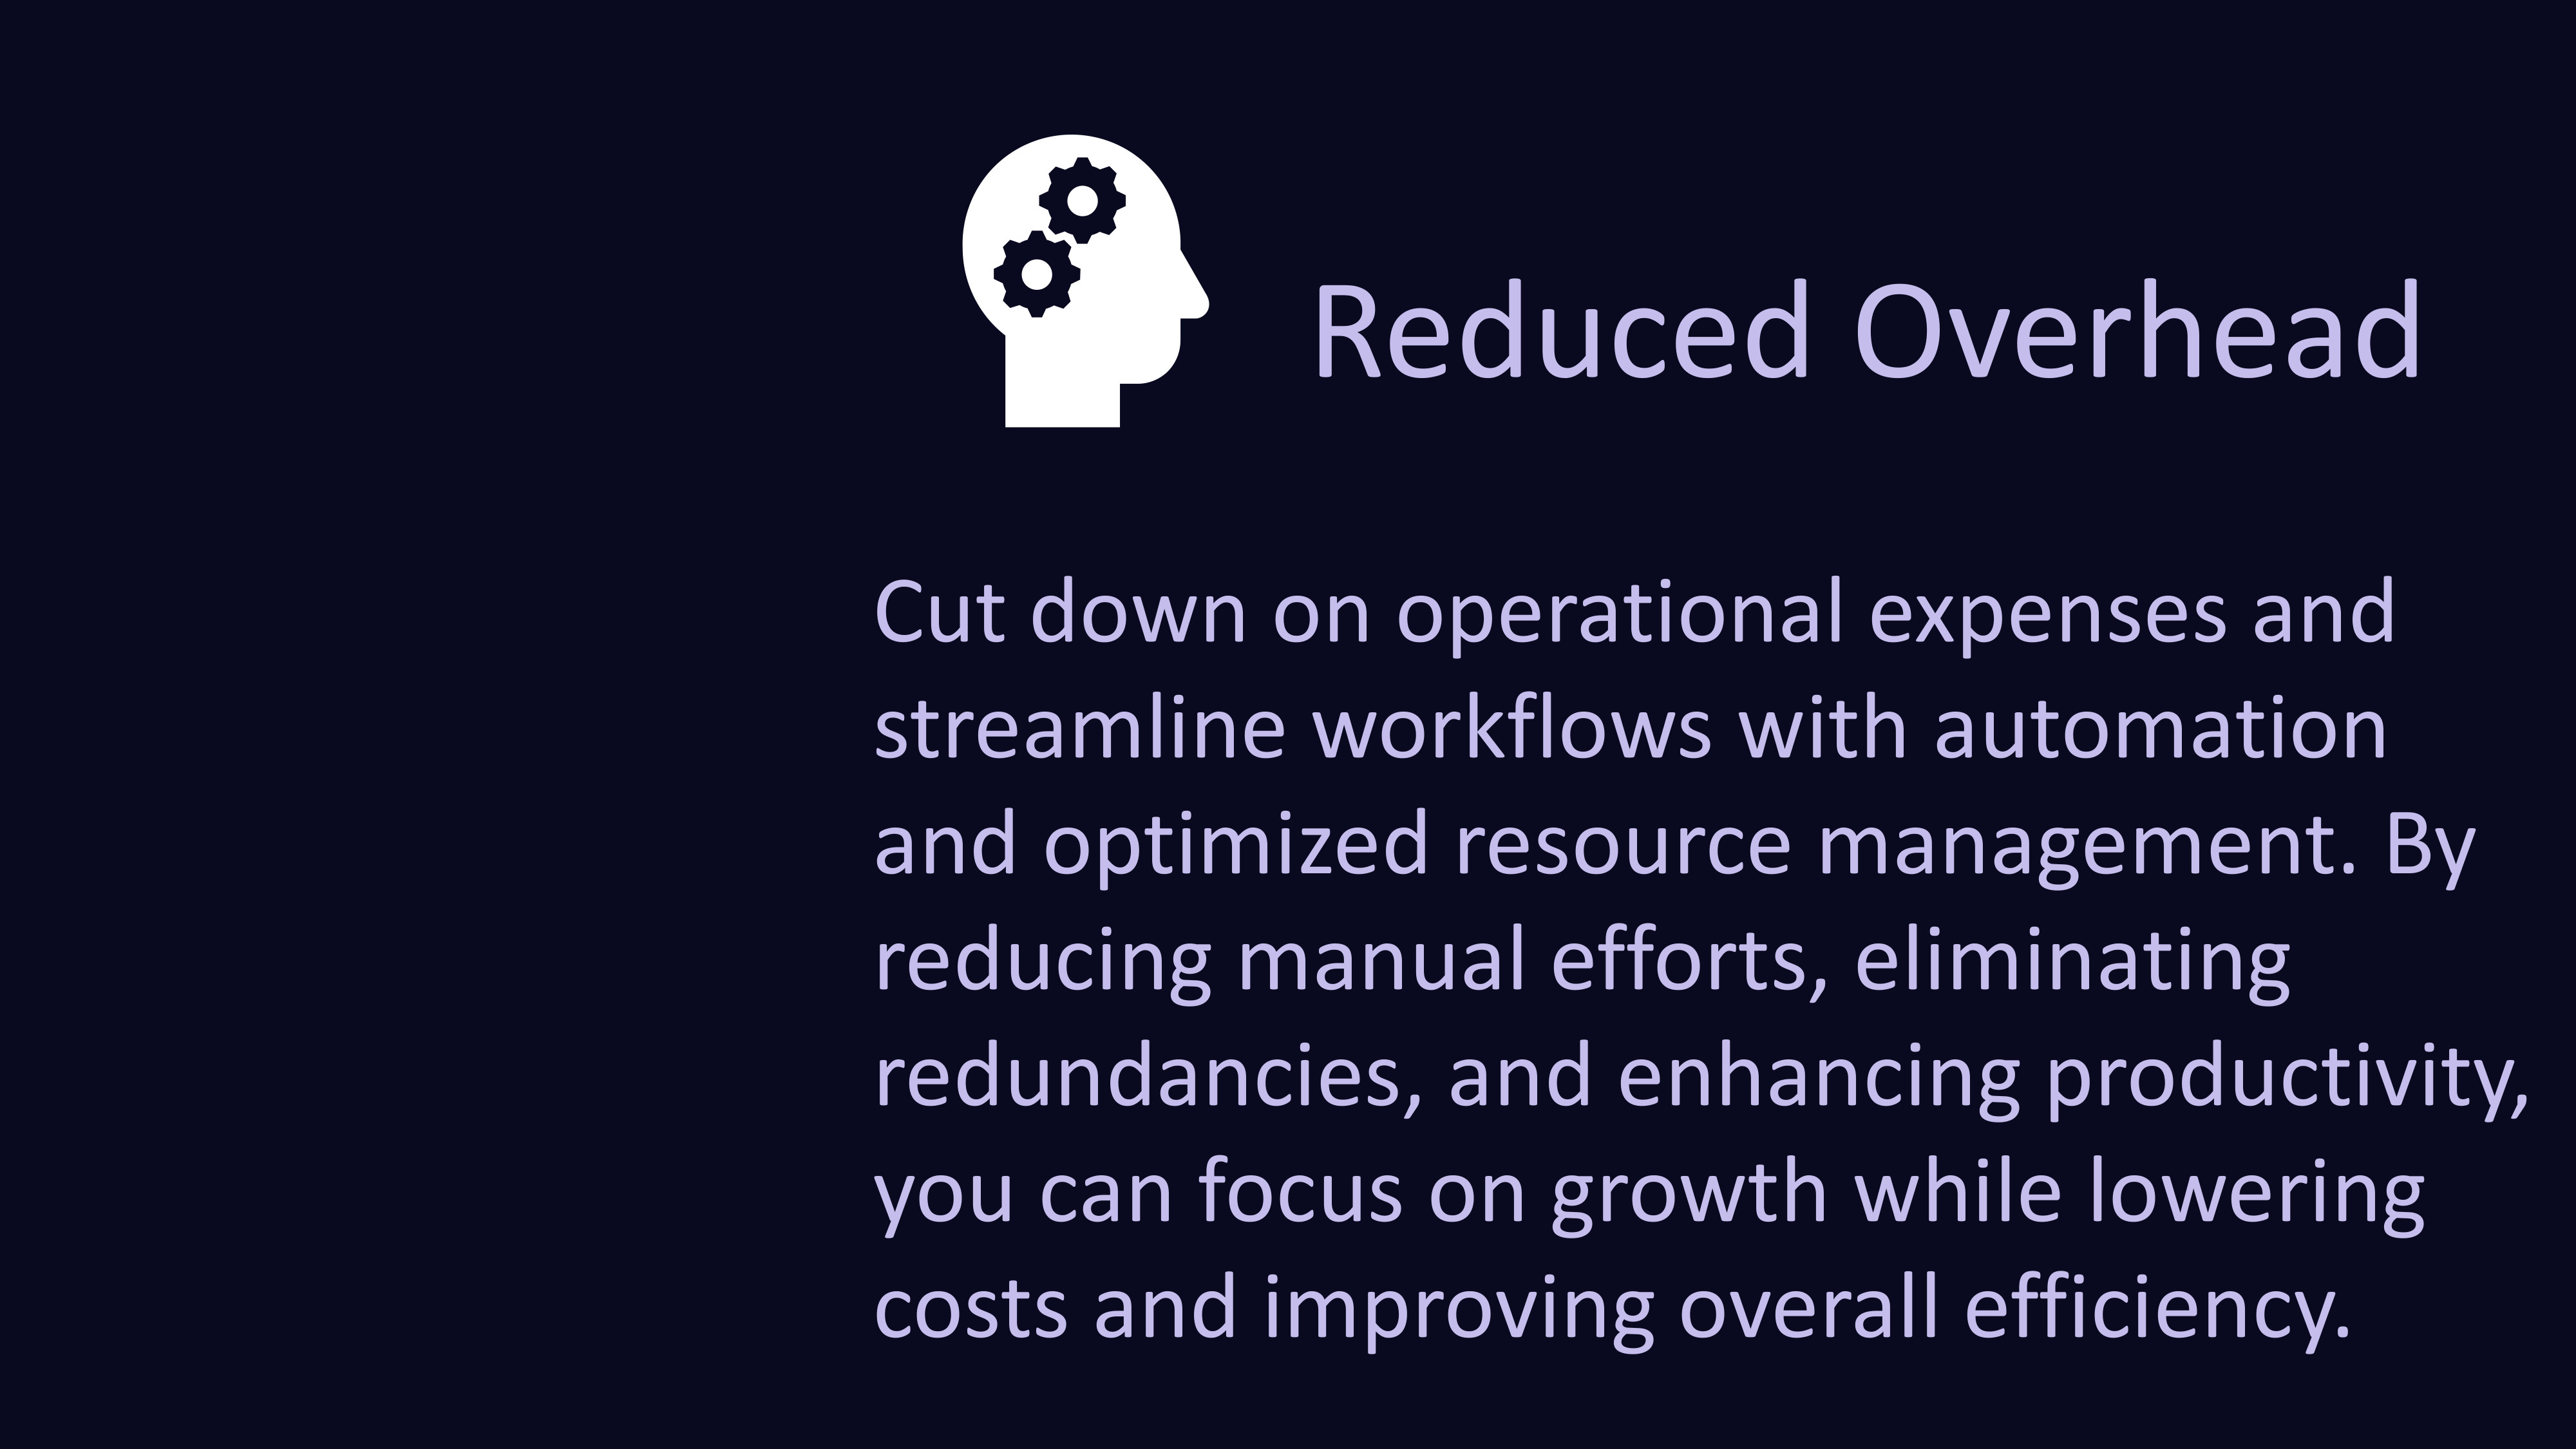 Reduced Overhead
Cut down on operational expenses and
streamline workflows with automation
and optimized resource management. By
reducing manual efforts, eliminating
redundancies, and enhancing productivity,
you can focus on growth while lowering
costs and improving overall efficiency.